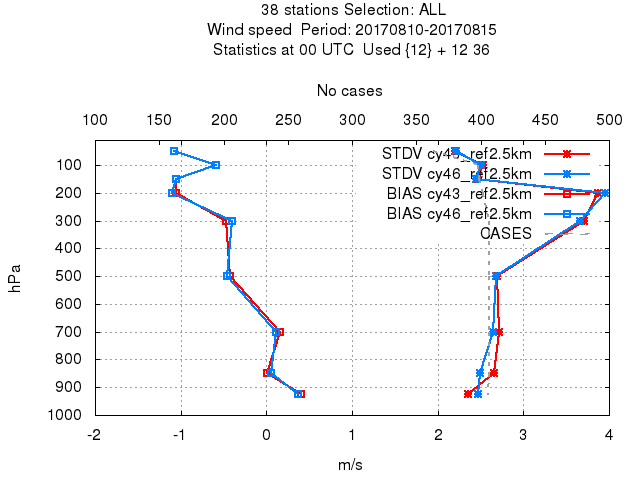 38 stations Selection: ALL
Wind speed  Period: 20170810-20170815
Statistics at 00 UTC  Used {12} + 12 36
No cases
100 150 200 250 300 350 400 450 500
STDV cy43_ref2.5km
STDV cy46_ref2.5km
BIAS cy43_ref2.5km
BIAS cy46_ref2.5km
CASES
hPa
100
200
300
400
500
600
700
800
900
1000
-2 -1 0 1 2 3 4
m/s